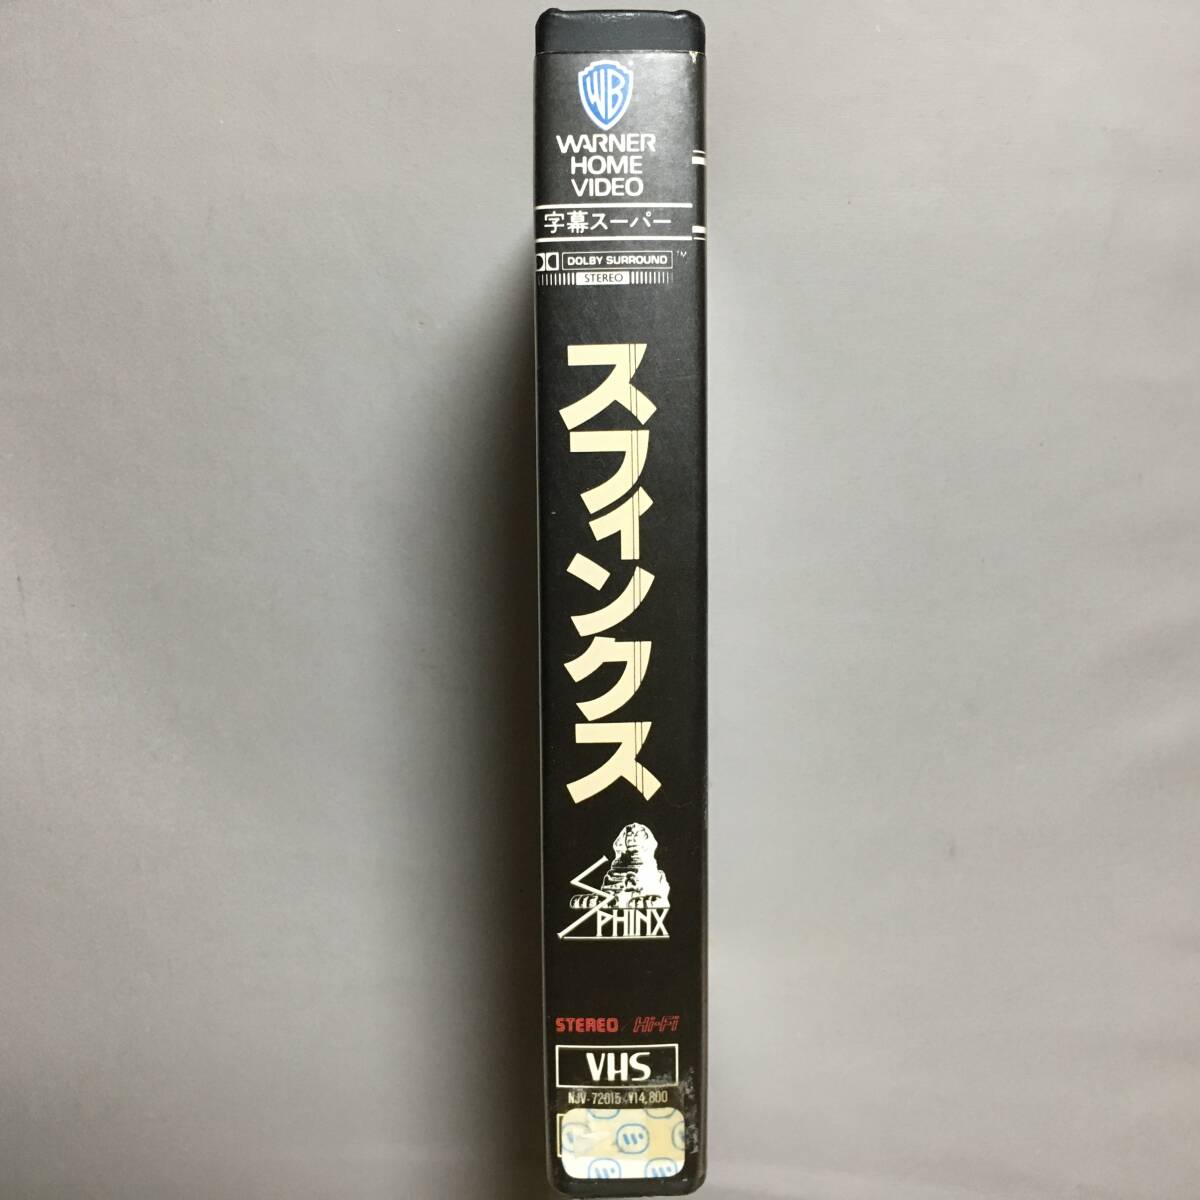 WB
WARNER
HOME
VIDEO
字幕スーパー
DOLBY SURROUND ™
STEREO
スフィンクス
SPHINX
STEREO / Hi-Fi
VHS
NJV-72015 ¥14,800